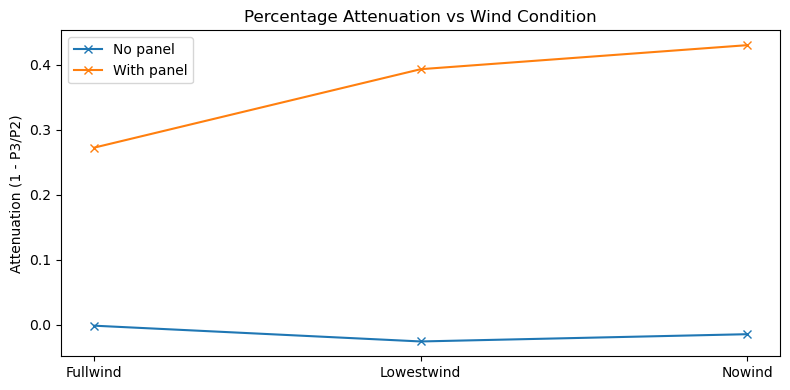 Percentage Attenuation vs Wind Condition
No panel
With panel
Attenuation (1 - P3/P2)
0.4
0.3
0.2
0.1
0.0
Fullwind
Lowestwind
Nowind